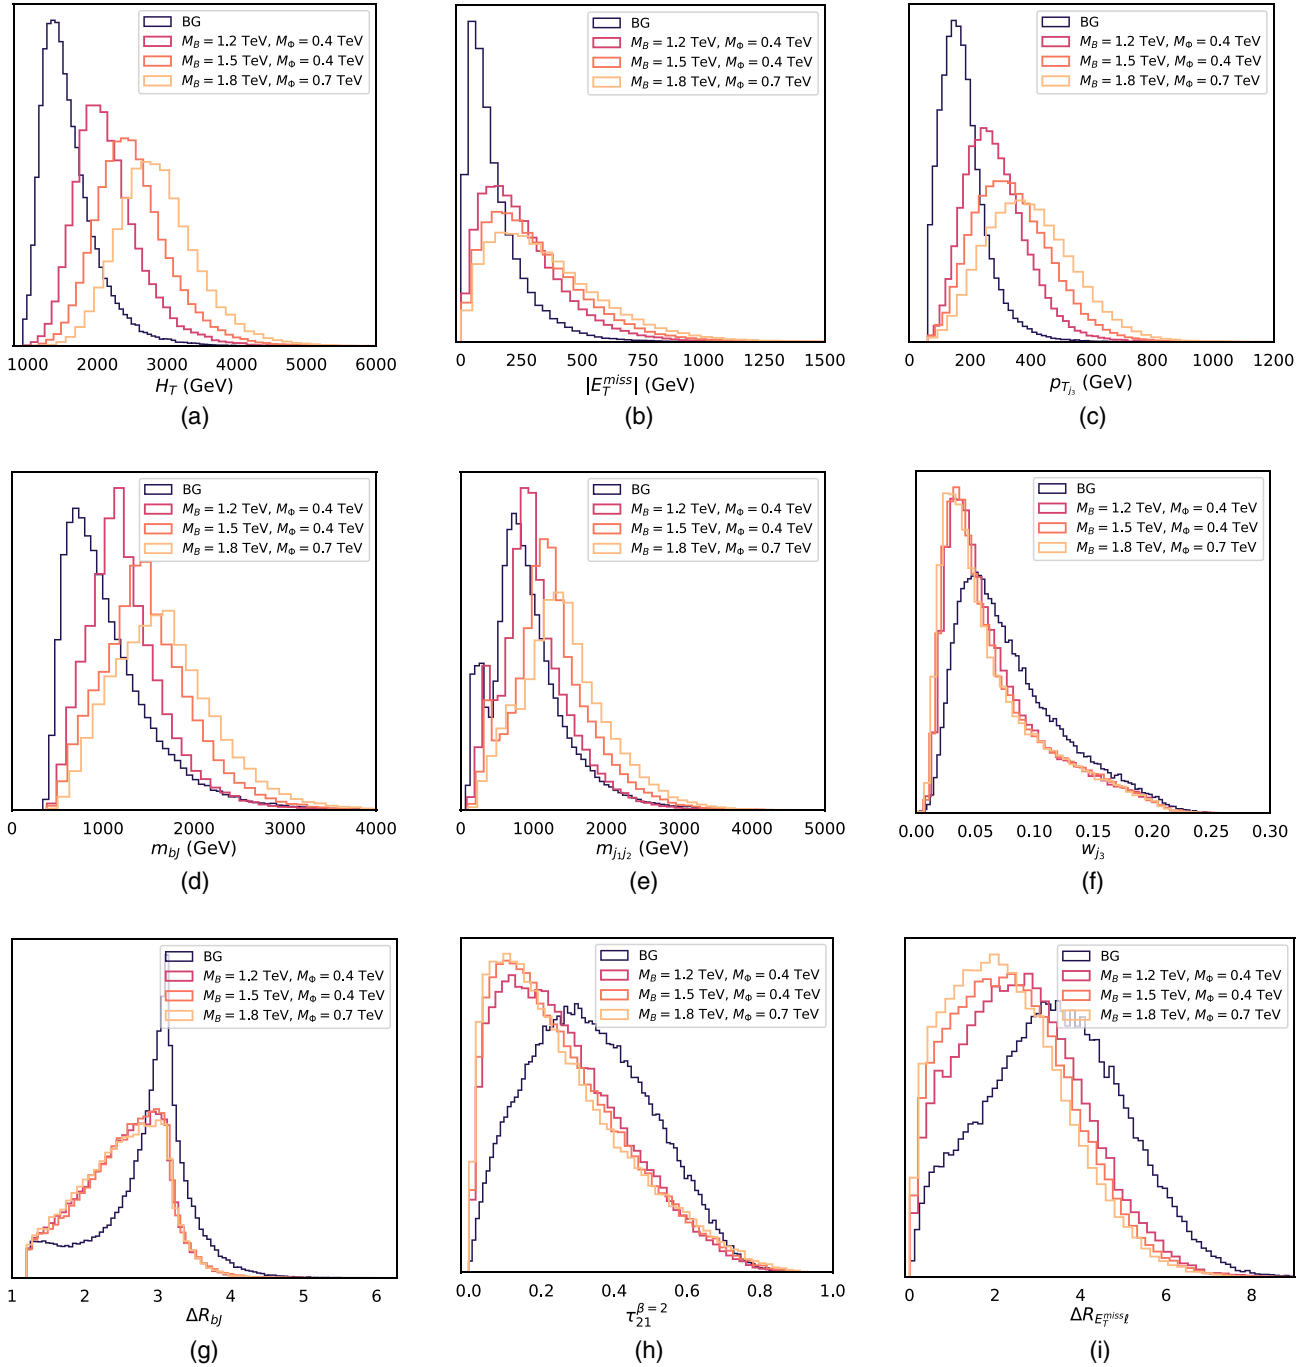 BG
M_B = 1.2 TeV, M_Φ = 0.4 TeV
M_B = 1.5 TeV, M_Φ = 0.4 TeV
M_B = 1.8 TeV, M_Φ = 0.7 TeV
1000 2000 3000 4000 5000 6000
H_T (GeV)
(a)
BG
M_B = 1.2 TeV, M_Φ = 0.4 TeV
M_B = 1.5 TeV, M_Φ = 0.4 TeV
M_B = 1.8 TeV, M_Φ = 0.7 TeV
0 250 500 750 1000 1250 1500
|E_T^{miss}| (GeV)
(b)
BG
M_B = 1.2 TeV, M_Φ = 0.4 TeV
M_B = 1.5 TeV, M_Φ = 0.4 TeV
M_B = 1.8 TeV, M_Φ = 0.7 TeV
0 200 400 600 800 1000 1200
p_{T_{j_3}} (GeV)
(c)
BG
M_B = 1.2 TeV, M_Φ = 0.4 TeV
M_B = 1.5 TeV, M_Φ = 0.4 TeV
M_B = 1.8 TeV, M_Φ = 0.7 TeV
0 1000 2000 3000 4000
m_{bJ} (GeV)
(d)
BG
M_B = 1.2 TeV, M_Φ = 0.4 TeV
M_B = 1.5 TeV, M_Φ = 0.4 TeV
M_B = 1.8 TeV, M_Φ = 0.7 TeV
0 1000 2000 3000 4000 5000
m_{j_1j_2} (GeV)
(e)
BG
M_B = 1.2 TeV, M_Φ = 0.4 TeV
M_B = 1.5 TeV, M_Φ = 0.4 TeV
M_B = 1.8 TeV, M_Φ = 0.7 TeV
0.00 0.05 0.10 0.15 0.20 0.25 0.30
w_{j_3}
(f)
BG
M_B = 1.2 TeV, M_Φ = 0.4 TeV
M_B = 1.5 TeV, M_Φ = 0.4 TeV
M_B = 1.8 TeV, M_Φ = 0.7 TeV
1 2 3 4 5 6
ΔR_{bJ}
(g)
BG
M_B = 1.2 TeV, M_Φ = 0.4 TeV
M_B = 1.5 TeV, M_Φ = 0.4 TeV
M_B = 1.8 TeV, M_Φ = 0.7 TeV
0.0 0.2 0.4 0.6 0.8 1.0
τ_{21}^{β=2}
(h)
BG
M_B = 1.2 TeV, M_Φ = 0.4 TeV
M_B = 1.5 TeV, M_Φ = 0.4 TeV
M_B = 1.8 TeV, M_Φ = 0.7 TeV
0 2 4 6 8
ΔR_{E_T^{miss}ℓ}
(i)